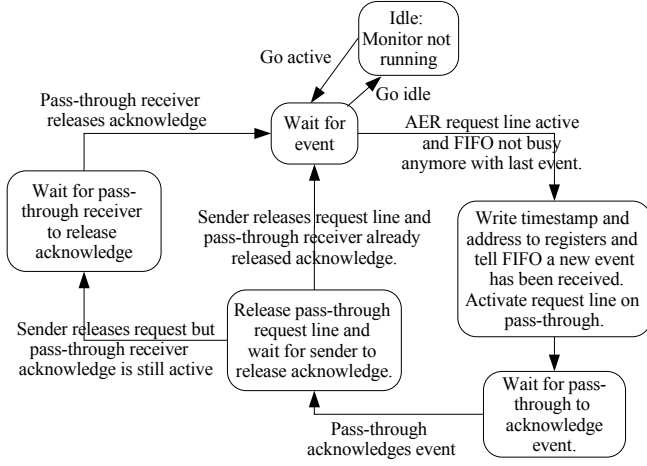 Idle:
Monitor not
running
Go active
Go idle
Pass-through receiver
releases acknowledge
Wait for
event
AER request line active
and FIFO not busy
anymore with last event.
Wait for pass-
through receiver
to release
acknowledge
Sender releases request line and
pass-through receiver already
released acknowledge.
Write timestamp and
address to registers and
tell FIFO a new event
has been received.
Activate request line on
pass-through.
Sender releases request but
pass-through receiver
acknowledge is still active
Release pass-through
request line and
wait for sender to
release acknowledge.
Wait for pass-
through to
acknowledge
event.
Pass-through
acknowledges event